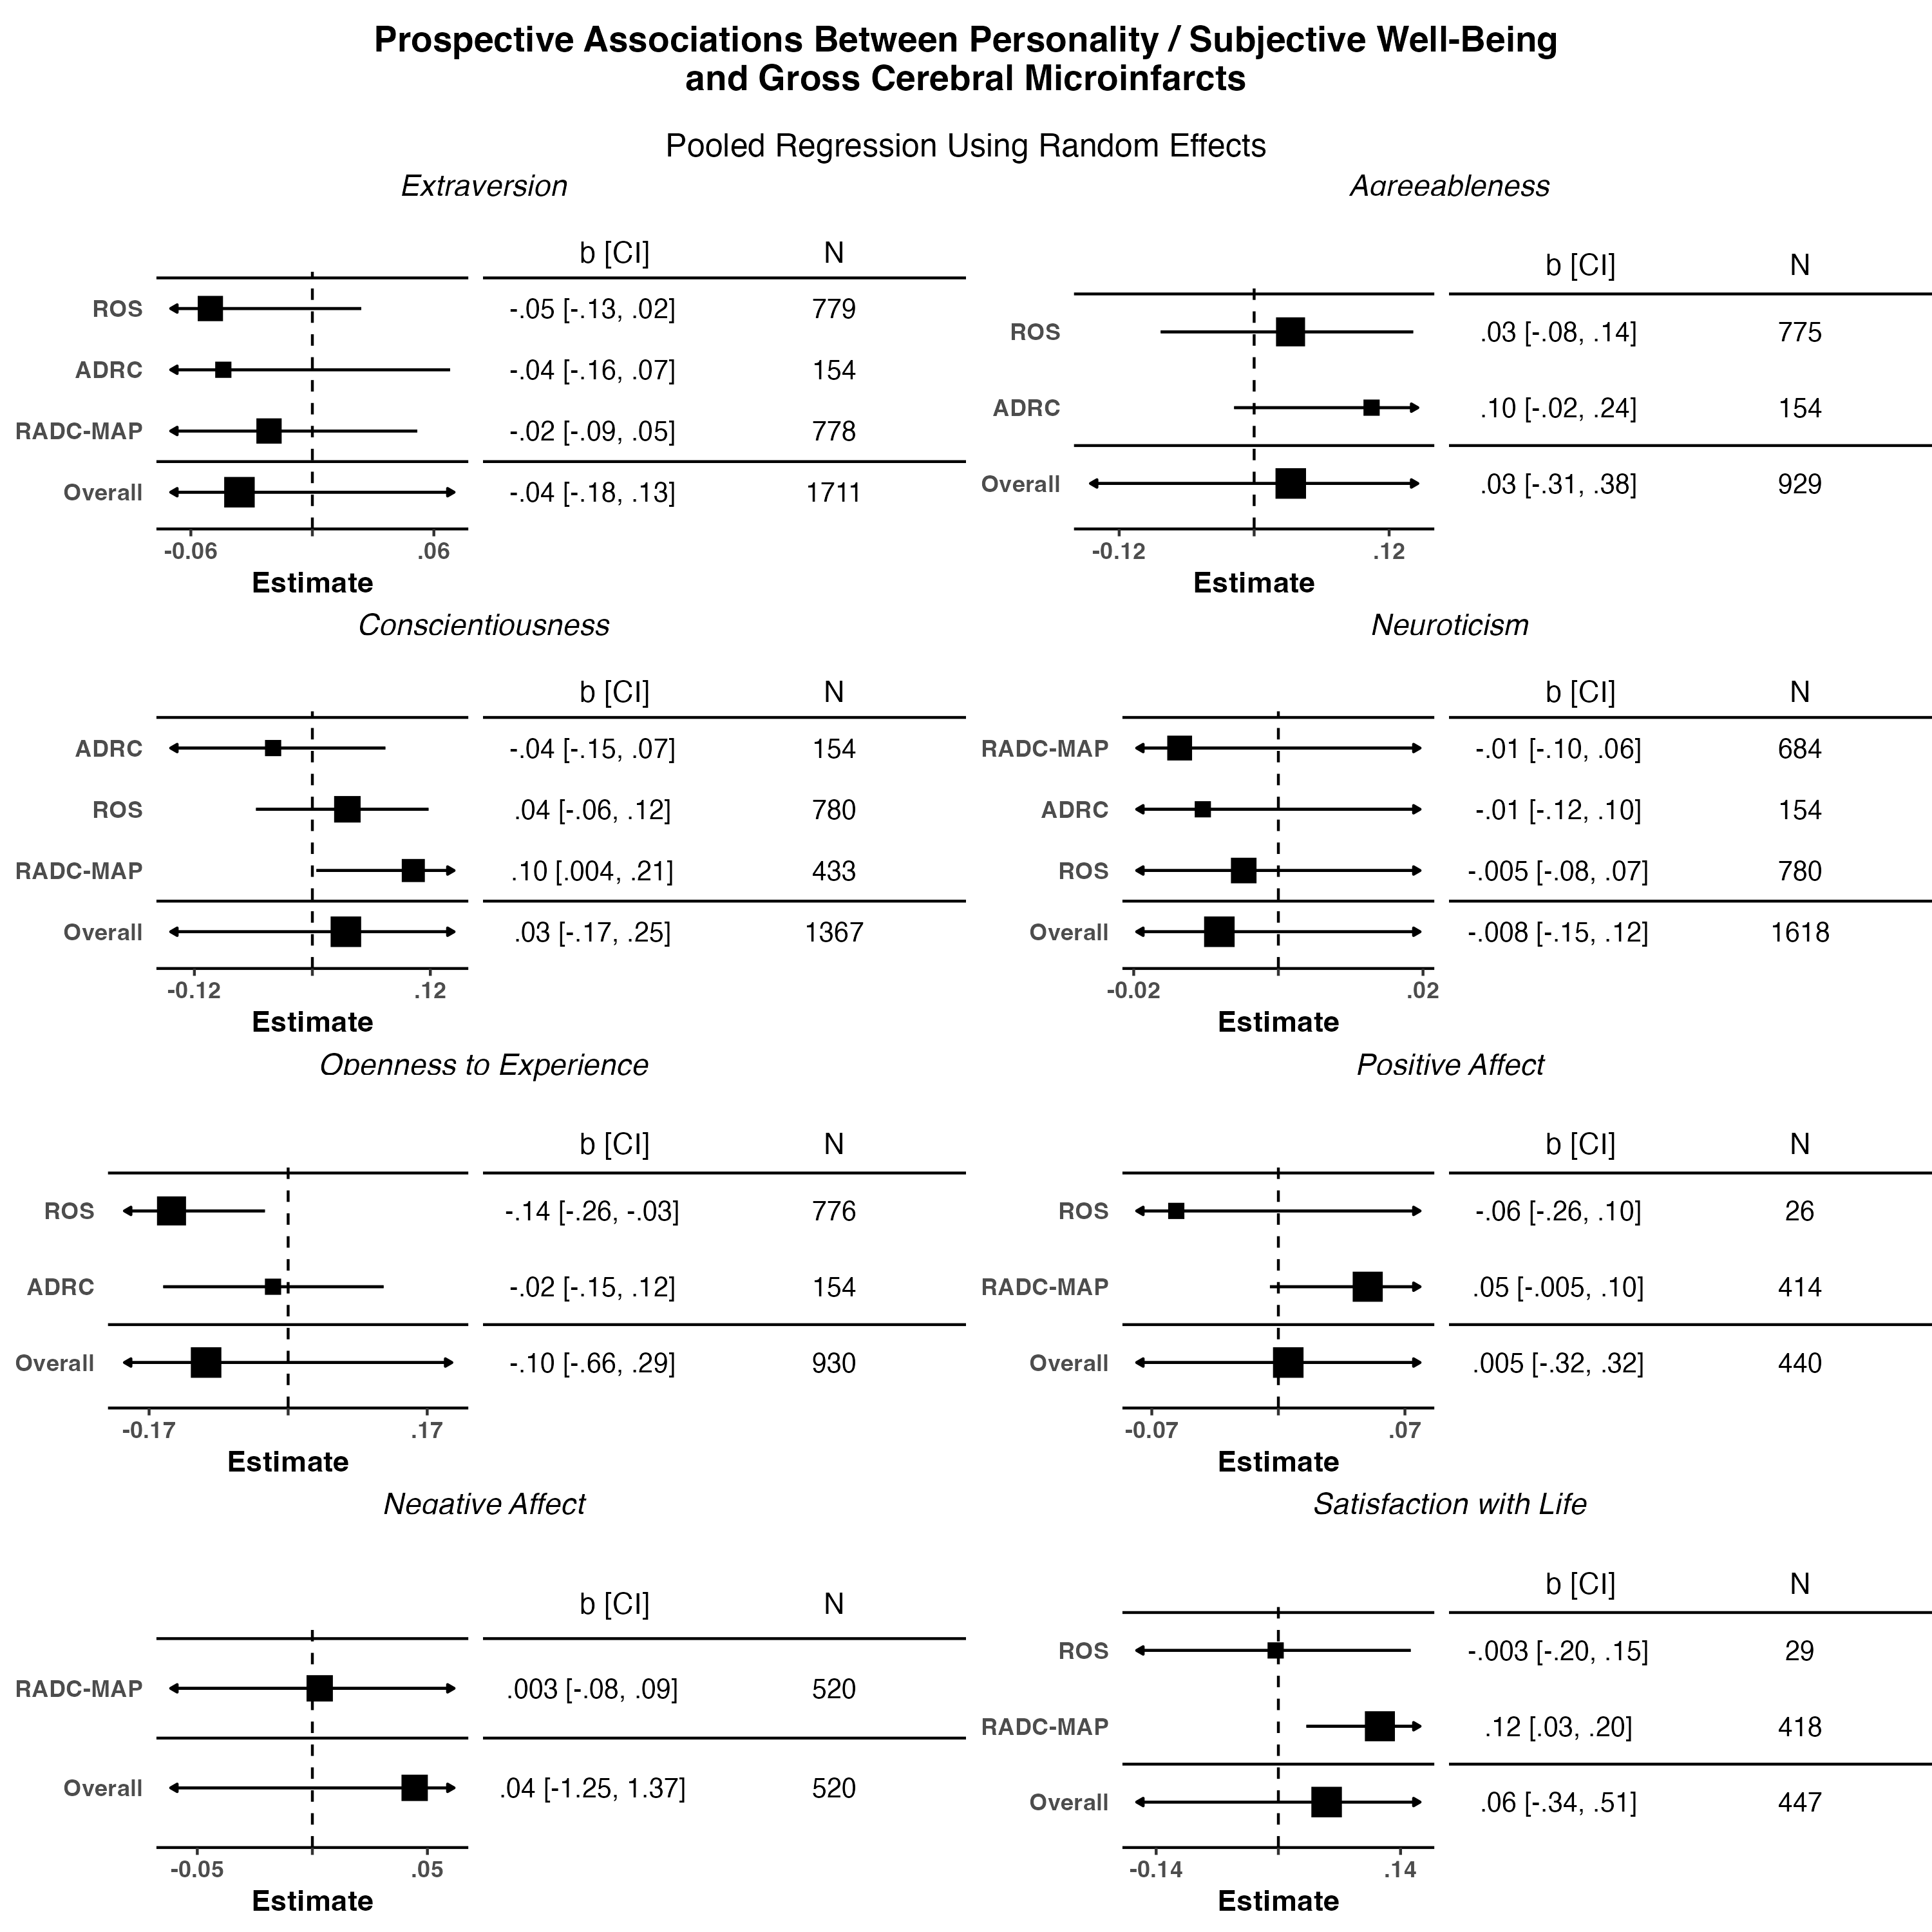 Prospective Associations Between Personality / Subjective Well-Being
and Gross Cerebral Microinfarcts
Pooled Regression Using Random Effects
Extraversion
b [CI] N
ROS -.05 [-.13, .02] 779
ADRC -.04 [-.16, .07] 154
RADC-MAP -.02 [-.09, .05] 778
Overall -.04 [-.18, .13] 1711
-0.06 .06
Estimate
Agreeableness
b [CI] N
ROS .03 [-.08, .14] 775
ADRC .10 [-.02, .24] 154
Overall .03 [-.31, .38] 929
-0.12 .12
Estimate
Conscientiousness
b [CI] N
ADRC -.04 [-.15, .07] 154
ROS .04 [-.06, .12] 780
RADC-MAP .10 [.004, .21] 433
Overall .03 [-.17, .25] 1367
-0.12 .12
Estimate
Neuroticism
b [CI] N
RADC-MAP -.01 [-.10, .06] 684
ADRC -.01 [-.12, .10] 154
ROS -.005 [-.08, .07] 780
Overall -.008 [-.15, .12] 1618
-0.02 .02
Estimate
Openness to Experience
b [CI] N
ROS -.14 [-.26, -.03] 776
ADRC -.02 [-.15, .12] 154
Overall -.10 [-.66, .29] 930
-0.17 .17
Estimate
Positive Affect
b [CI] N
ROS -.06 [-.26, .10] 26
RADC-MAP .05 [-.005, .10] 414
Overall .005 [-.32, .32] 440
-0.07 .07
Estimate
Negative Affect
b [CI] N
RADC-MAP .003 [-.08, .09] 520
Overall .04 [-1.25, 1.37] 520
-0.05 .05
Estimate
Satisfaction with Life
b [CI] N
ROS -.003 [-.20, .15] 29
RADC-MAP .12 [.03, .20] 418
Overall .06 [-.34, .51] 447
-0.14 .14
Estimate